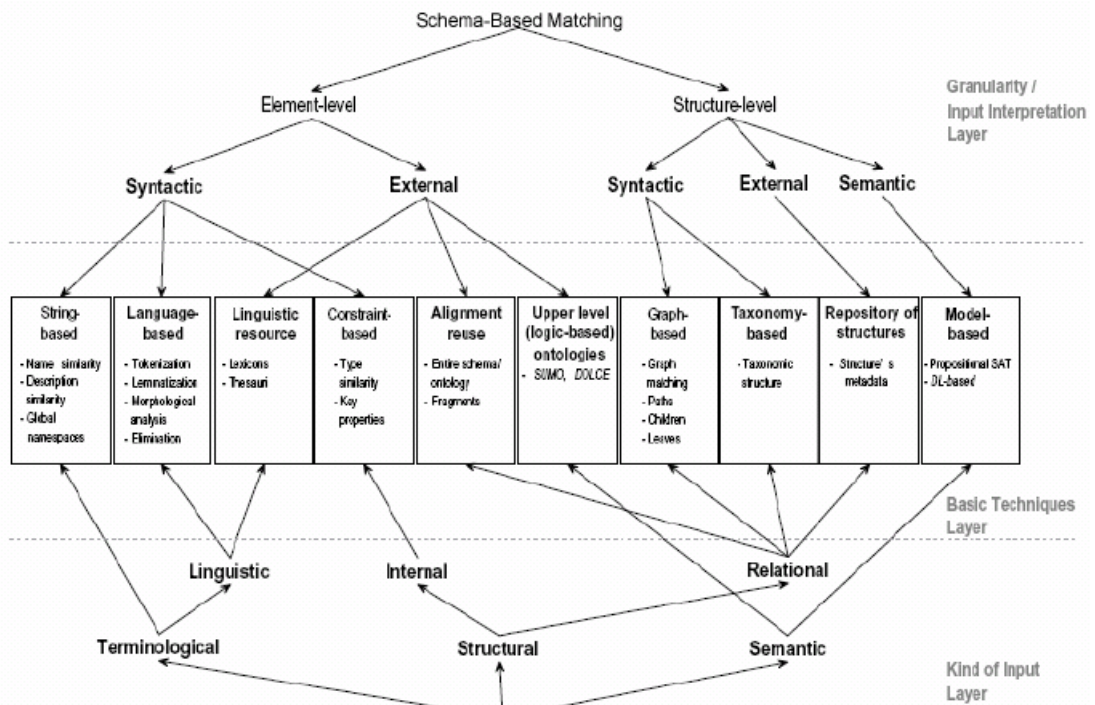 Schema-Based Matching
Granularity /
Input Interpretation
Layer
Element-level
Structure-level
Syntactic
External
Syntactic
External
Semantic
String-
based
- Name similarity
- Description
similarity
- Global
namespaces
Language-
based
- Tokenization
- Lemmatization
- Morphological
analysis
- Elimination
Linguistic
resource
- Lexicons
- Thesauri
Constraint-
based
- Type
similarity
- Key
properties
Alignment
reuse
- Entire schema/
ontology
- Fragments
Upper level
(logic-based)
ontologies
- SUMO, DOLCE
Graph-
based
- Graph
matching
- Paths
- Children
- Leaves
Taxonomy-
based
- Taxonomic
structure
Repository of
structures
- Structure' s
metadata
Model-
based
- Propositional SAT
- DL-based
Basic Techniques
Layer
Linguistic
Internal
Relational
Terminological
Structural
Semantic
Kind of Input
Layer